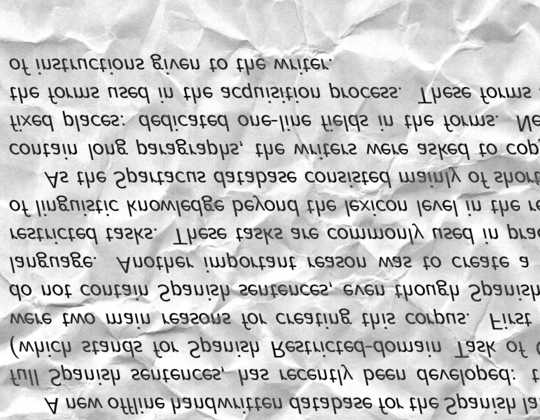 A new offline handwritten database for the Spanish la
full Spanish sentences, has recently been developed: t
(which stands for Spanish Restricted-domain Task of C
were two main reasons for creating this corpus. First
do not contain Spanish sentences, even though Spanish
language. Another important reason was to create a
restricted tasks. These tasks are commonly used in prac
of linguistic knowledge beyond the lexicon level in the re
As the Spartacus database consisted mainly of short
contain long paragraphs, the writers were asked to copy
fixed places: dedicated one-line fields in the forms. Ne
the forms used in the acquisition process. These forms
of instructions given to the writer.